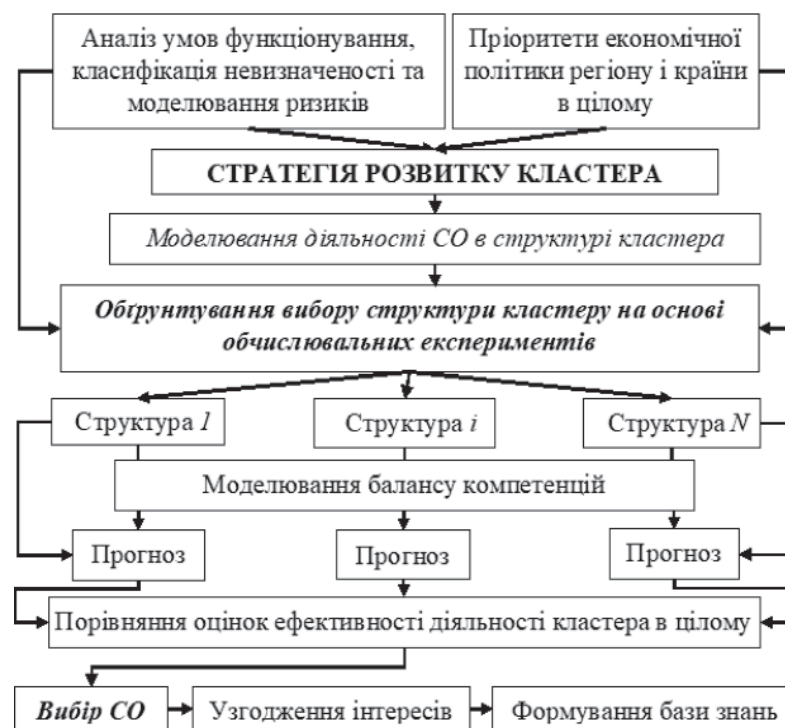 Аналіз умов функціонування,
класифікація невизначеності та
моделювання ризиків
Пріоритети економічної
політики регіону і країни
в цілому
СТРАТЕГІЯ РОЗВИТКУ КЛАСТЕРА
Моделювання діяльності СО в структурі кластера
Обґрунтування вибору структури кластеру на основі
обчислювальних експериментів
Структура 1
Структура i
Структура N
Моделювання балансу компетенцій
Прогноз
Прогноз
Прогноз
Порівняння оцінок ефективності діяльності кластера в цілому
Вибір СО
Узгодження інтересів
Формування бази знань